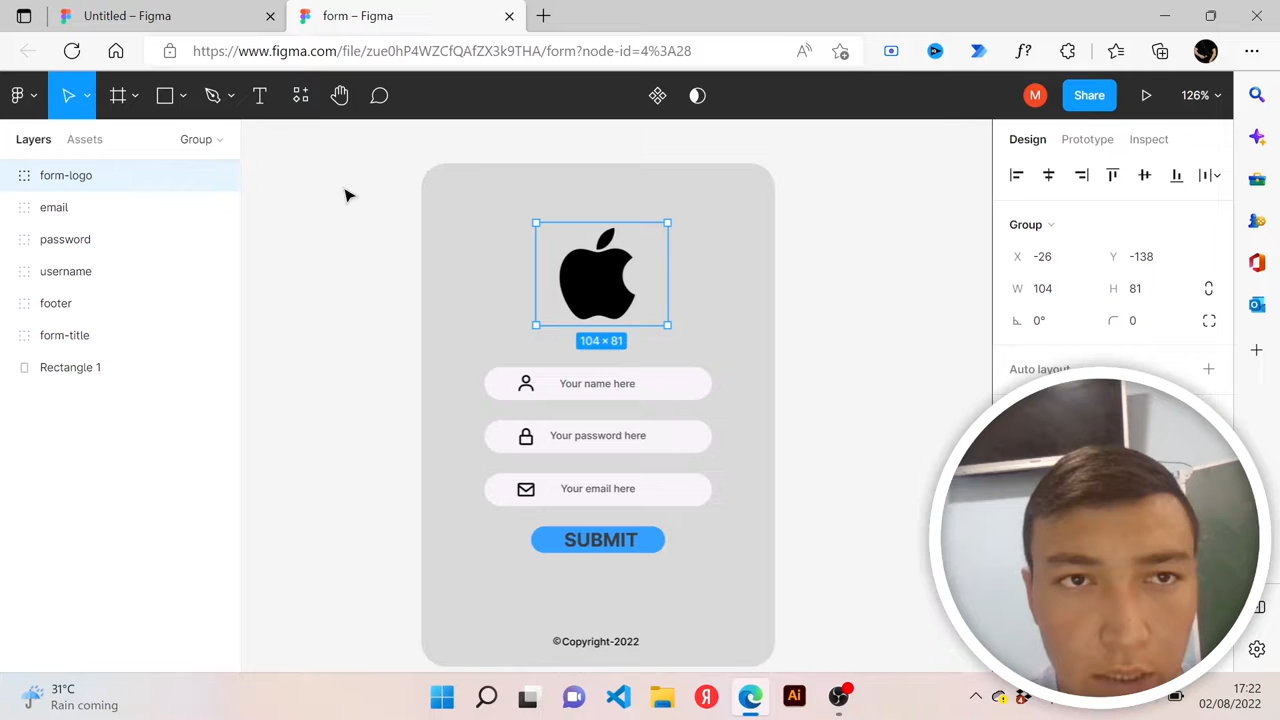 Untitled – Figma
form – Figma
https://www.figma.com/file/zue0hP4WZCfQAfZX3k9THA/form?node-id=4%3A28
M
Share
126%
Layers
Assets
Group
Design
Prototype
Inspect
form-logo
email
password
username
footer
form-title
Rectangle 1
104 × 81
Your name here
Your password here
Your email here
SUBMIT
©Copyright-2022
Group
X -26
Y -138
W 104
H 81
0°
0
Auto layout
31°C
Rain coming
Я
Ai
17:22
02/08/2022